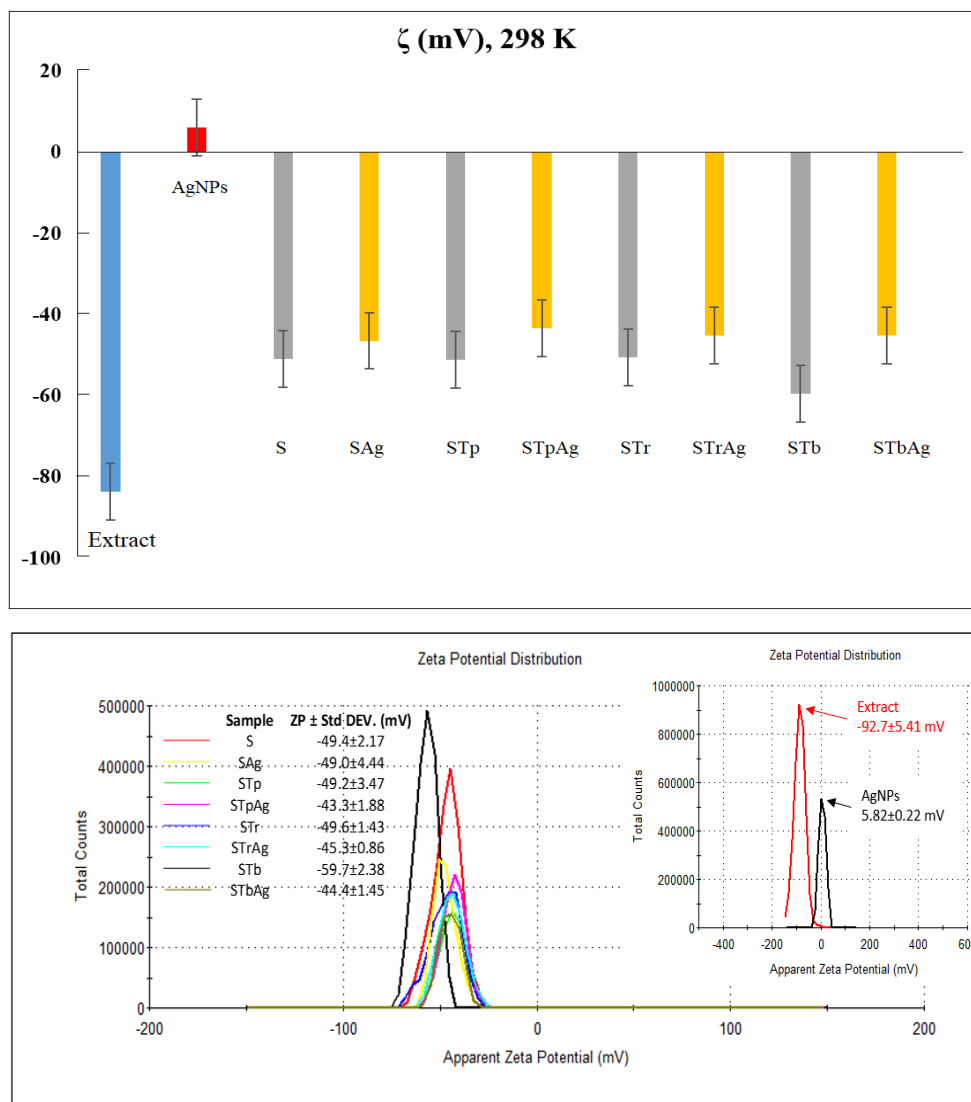 ζ (mV), 298 K
20
0
-20
-40
-60
-80
-100
AgNPs
S SAg STp STpAg STr STrAg STb STbAg
Extract
Zeta Potential Distribution
500000
400000
300000
200000
100000
0
Total Counts
Sample ZP ± Std DEV. (mV)
S -49.4±2.17
SAg -49.0±4.44
STp -49.2±3.47
STpAg -43.3±1.88
STr -49.6±1.43
STrAg -45.3±0.86
STb -59.7±2.38
STbAg -44.4±1.45
-200 -100 0 100 200
Apparent Zeta Potential (mV)
Zeta Potential Distribution
1000000
800000
600000
400000
200000
0
Total Counts
Extract
-92.7±5.41 mV
AgNPs
5.82±0.22 mV
-400 -200 0 200 400 60
Apparent Zeta Potential (mV)